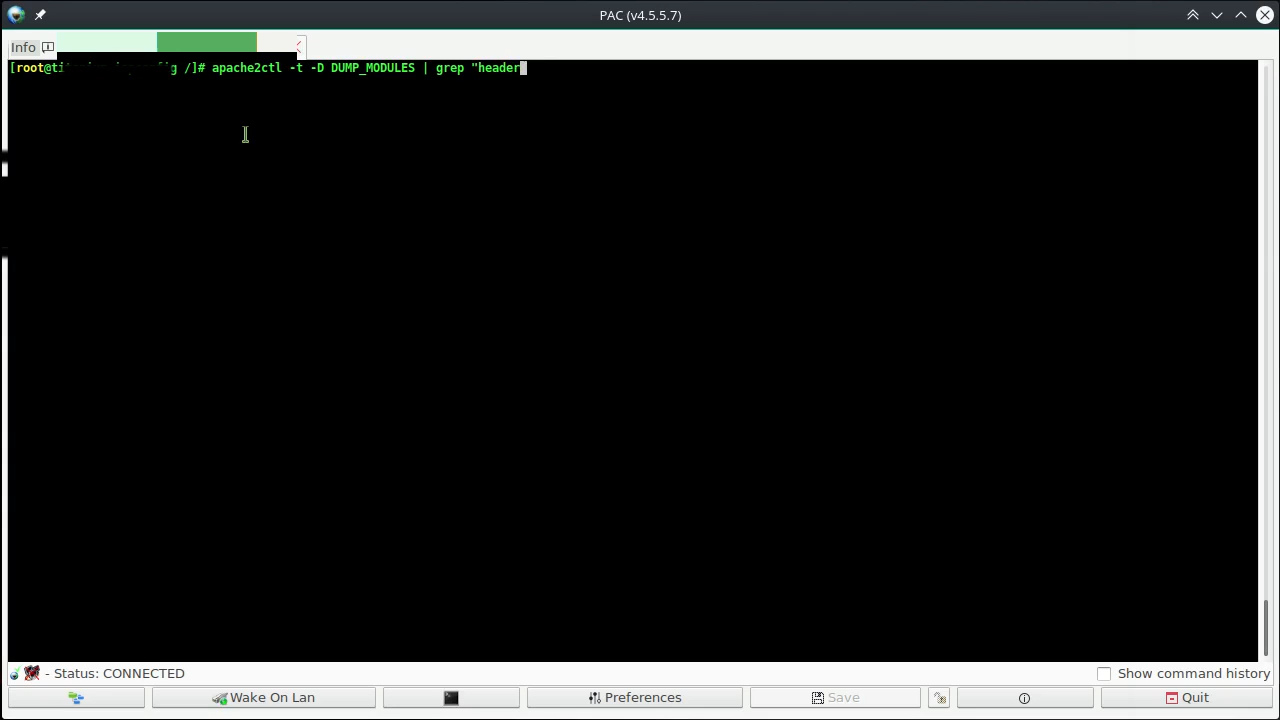 PAC (v4.5.5.7)
Info
[root@ti g /]# apache2ctl -t -D DUMP_MODULES | grep "header
- Status: CONNECTED
Show command history
Wake On Lan
Preferences
Save
Quit